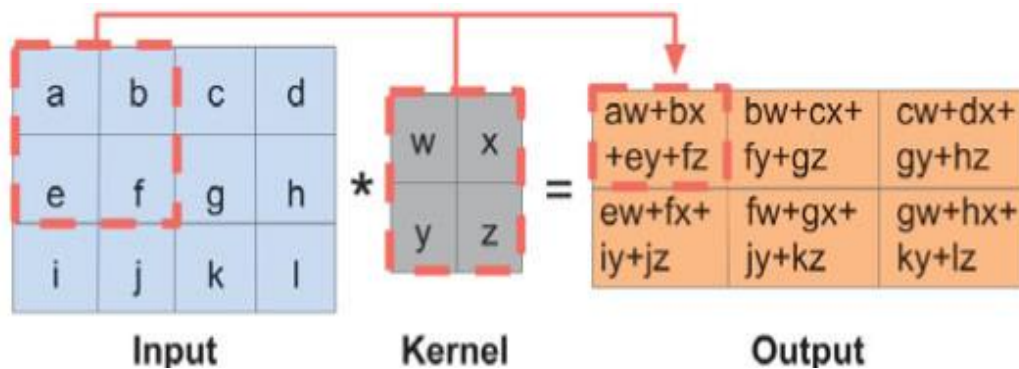 a b c d
e f g h
i j k l
w x
y z
*
=
aw+bx
+ey+fz
bw+cx+
fy+gz
cw+dx+
gy+hz
ew+fx+
iy+jz
fw+gx+
jy+kz
gw+hx+
ky+lz
Input
Kernel
Output